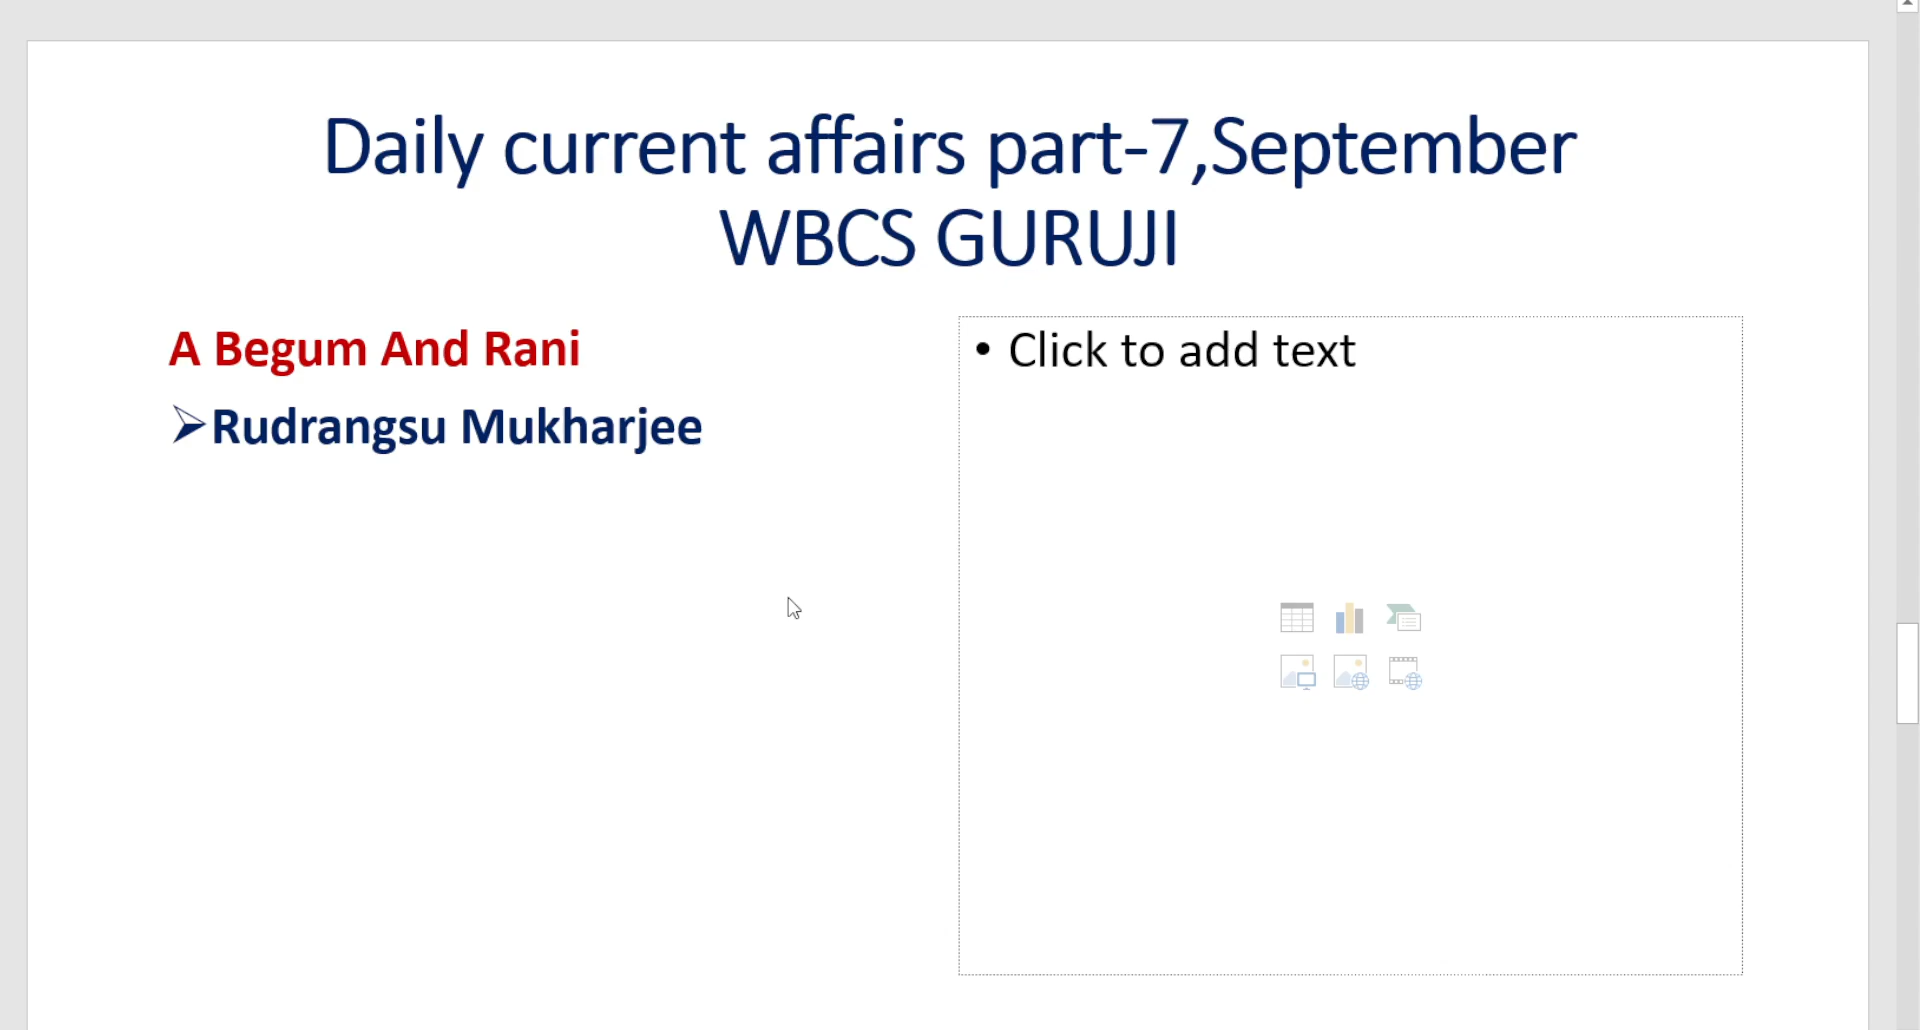 Daily current affairs part-7,September
WBCS GURUJI
A Begum And Rani
➢Rudrangsu Mukharjee
• Click to add text